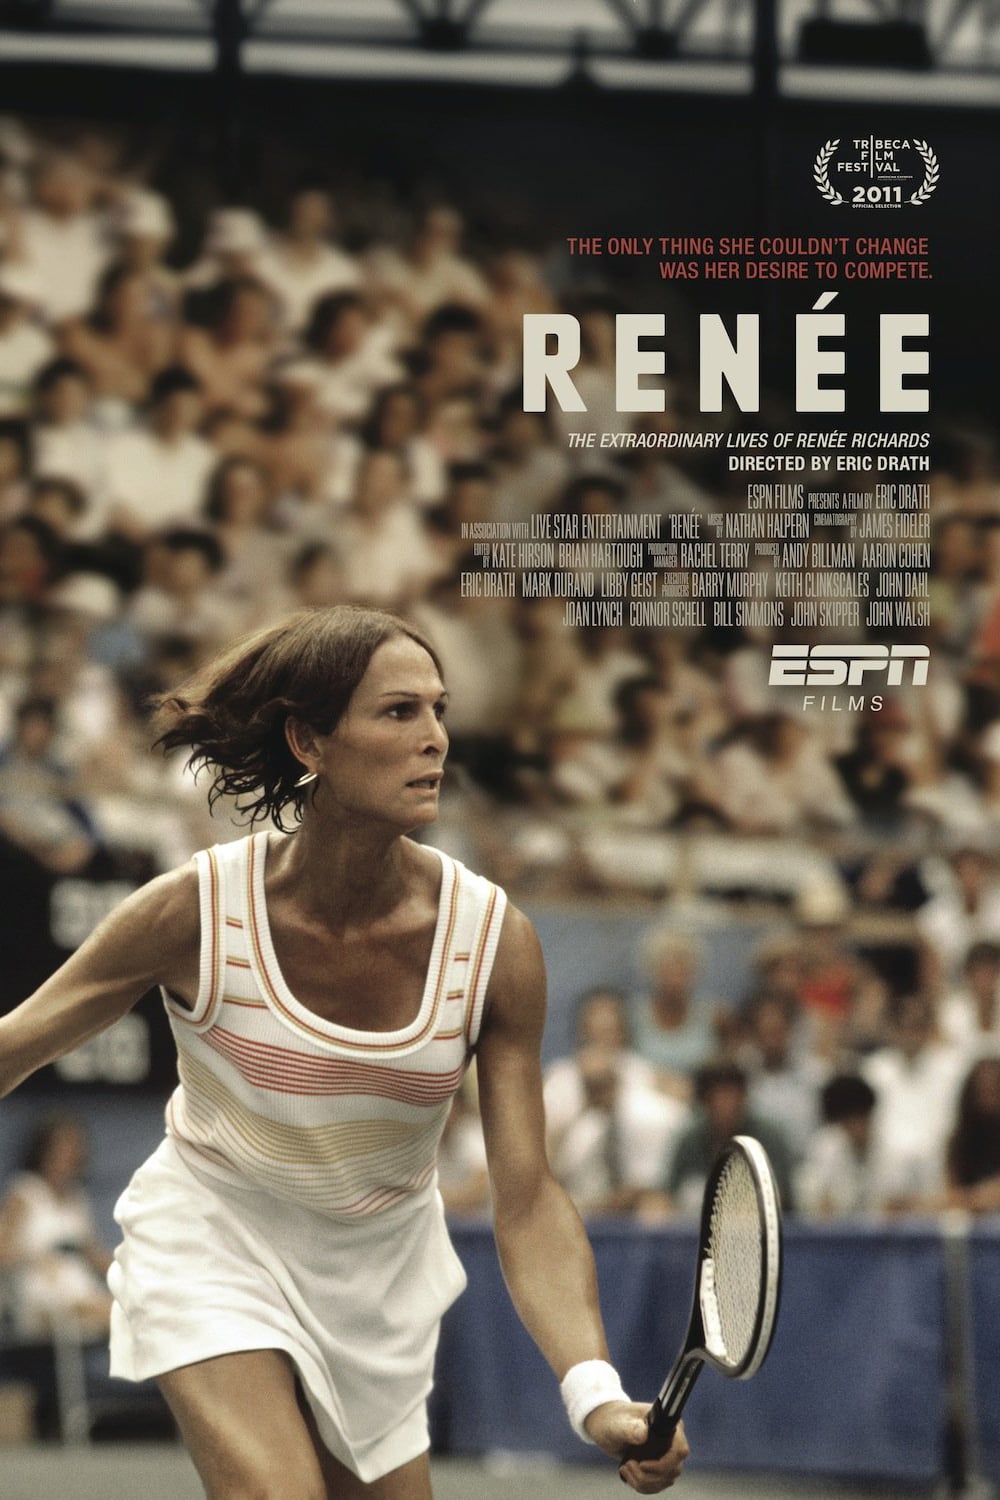 TRIBECA
FILM
FESTIVAL
2011
OFFICIAL SELECTION
THE ONLY THING SHE COULDN'T CHANGE
WAS HER DESIRE TO COMPETE.
RENÉE
THE EXTRAORDINARY LIVES OF RENÉE RICHARDS
DIRECTED BY ERIC DRATH
ESPN FILMS PRESENTS A FILM BY ERIC DRATH
IN ASSOCIATION WITH LIVE STAR ENTERTAINMENT "RENÉE" MUSIC BY NATHAN HALPERN CINEMATOGRAPHY BY JAMES FIDELER
EDITED BY KATE HIRSON BRIAN HARTOUGH PRODUCTION MANAGER RACHEL TERRY PRODUCED BY ANDY BILLMAN AARON COHEN
ERIC DRATH MARK DURAND LIBBY GEIST EXECUTIVE PRODUCERS BARRY MURPHY KEITH CLINKSCALES JOHN DAHL
JOAN LYNCH CONNOR SCHELL BILL SIMMONS JOHN SKIPPER JOHN WALSH
ESPN
FILMS